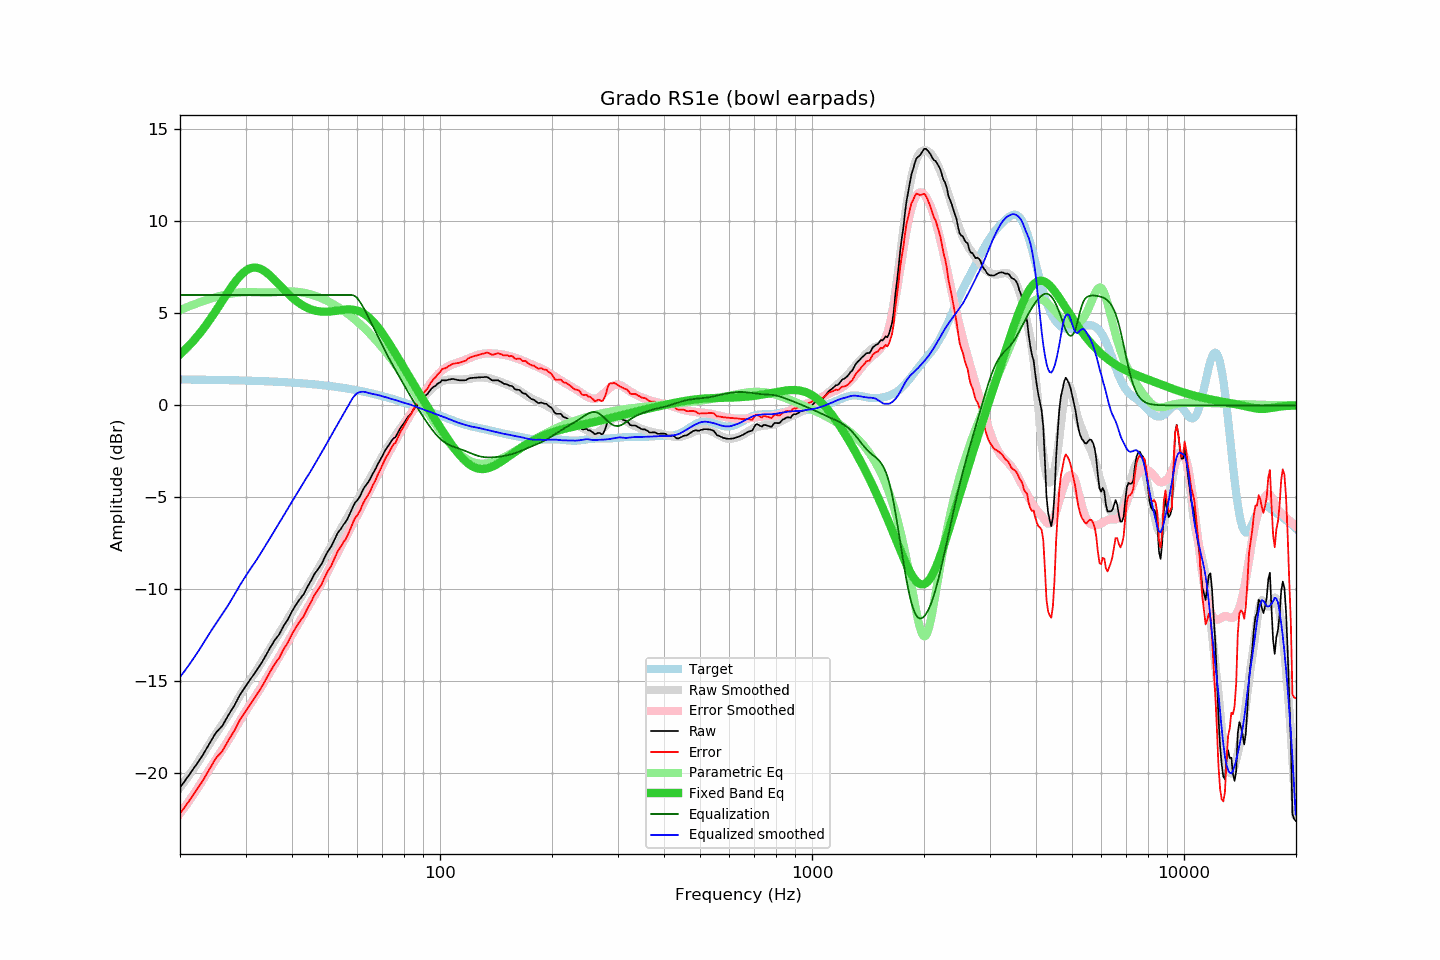 Grado RS1e (bowl earpads)
15
10
5
0
−5
−10
−15
−20
Amplitude (dBr)
100
1000
10000
Frequency (Hz)
Target
Raw Smoothed
Error Smoothed
Raw
Error
Parametric Eq
Fixed Band Eq
Equalization
Equalized smoothed